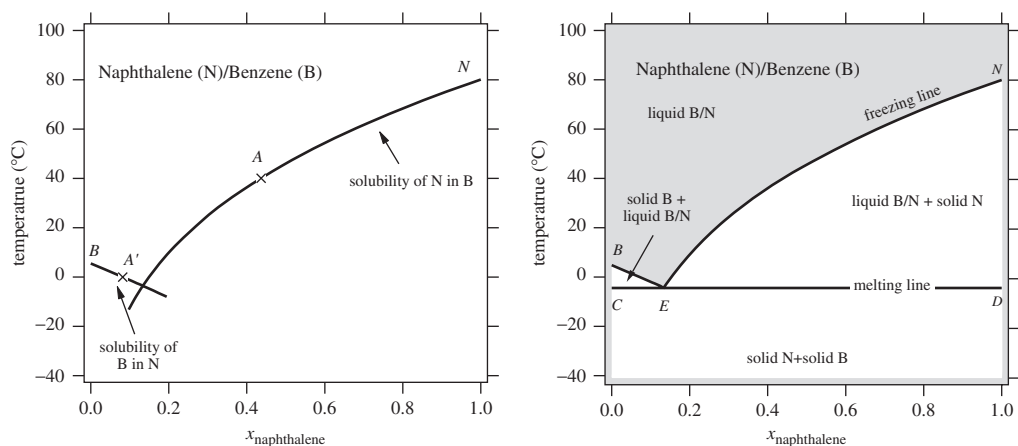 100
80
60
40
20
0
−20
−40
temperatrue (°C)
Naphthalene (N)/Benzene (B)
N
A
solubility of N in B
B
A′
solubility of
B in N
0.0
0.2
0.4
0.6
0.8
1.0
xnaphthalene
100
80
60
40
20
0
−20
−40
temperatrue (°C)
Naphthalene (N)/Benzene (B)
N
freezing line
liquid B/N
solid B +
liquid B/N
liquid B/N + solid N
B
C
E
melting line
D
solid N+solid B
0.0
0.2
0.4
0.6
0.8
1.0
xnaphthalene